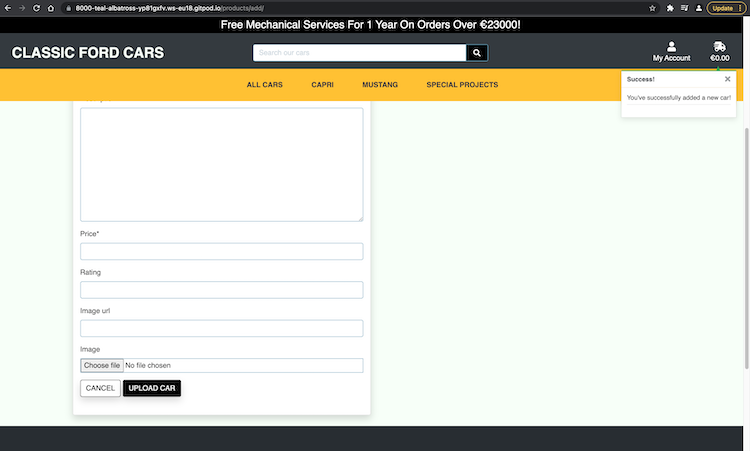 8000-teal-albatross-yp81gxfv.ws-eu18.gitpod.io/products/add/
Update
Free Mechanical Services For 1 Year On Orders Over €23000!
CLASSIC FORD CARS
Search our cars
My Account
€0.00
ALL CARS
CAPRI
MUSTANG
SPECIAL PROJECTS
Success!
You've successfully added a new car!
Price*
Rating
Image url
Image
Choose file No file chosen
CANCEL
UPLOAD CAR